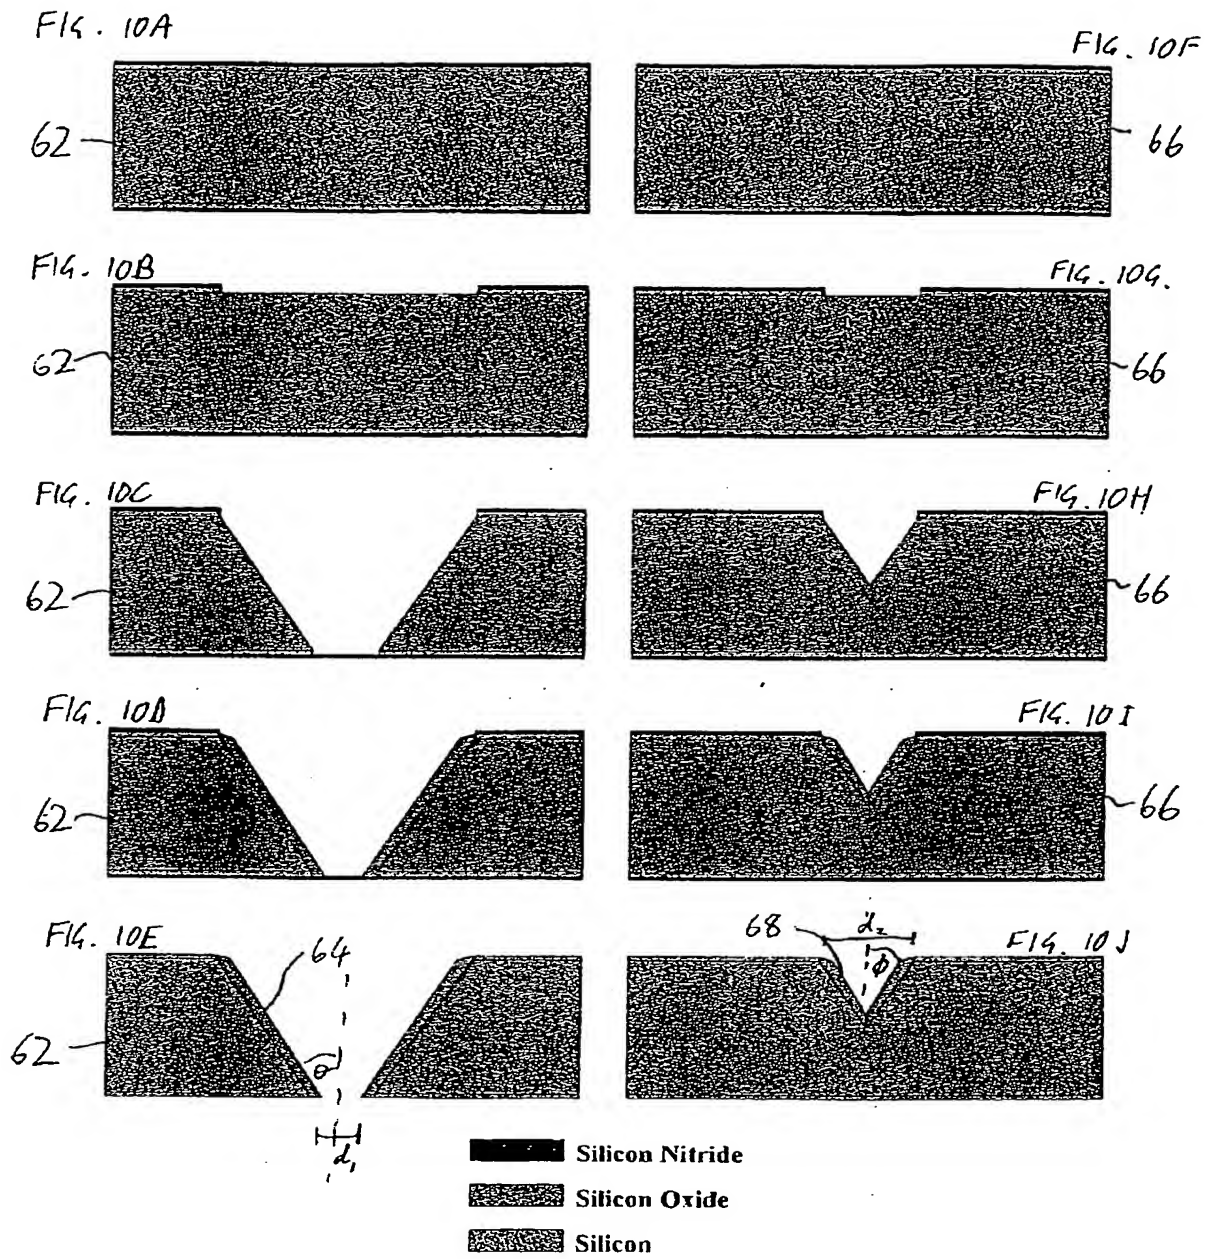 FIG. 10A
62
FIG. 10F
66
FIG. 10B
62
FIG. 10G.
66
FIG. 10C
62
FIG. 10H
66
FIG. 10D
62
FIG. 10I
66
FIG. 10E
64
62
θ
d₁
68
d₂
FIG. 10J
ϕ
Silicon Nitride
Silicon Oxide
Silicon